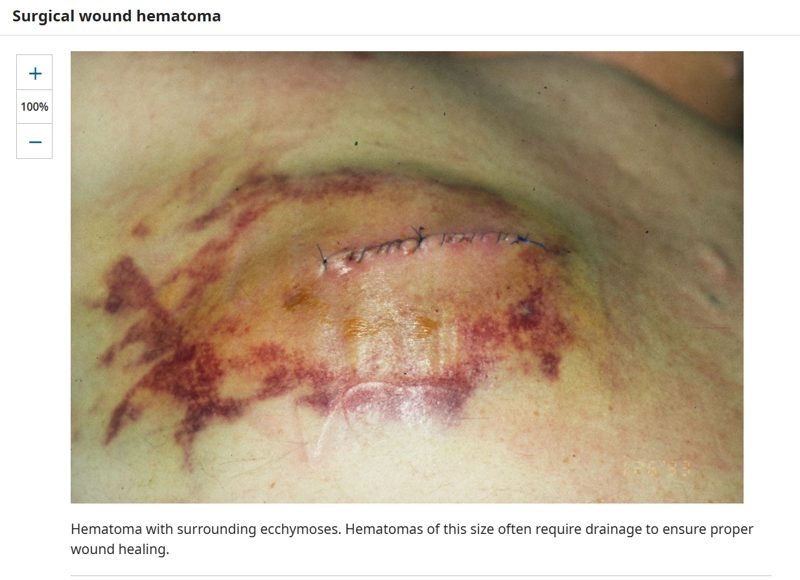 Surgical wound hematoma
+
100%
−
Hematoma with surrounding ecchymoses. Hematomas of this size often require drainage to ensure proper
wound healing.